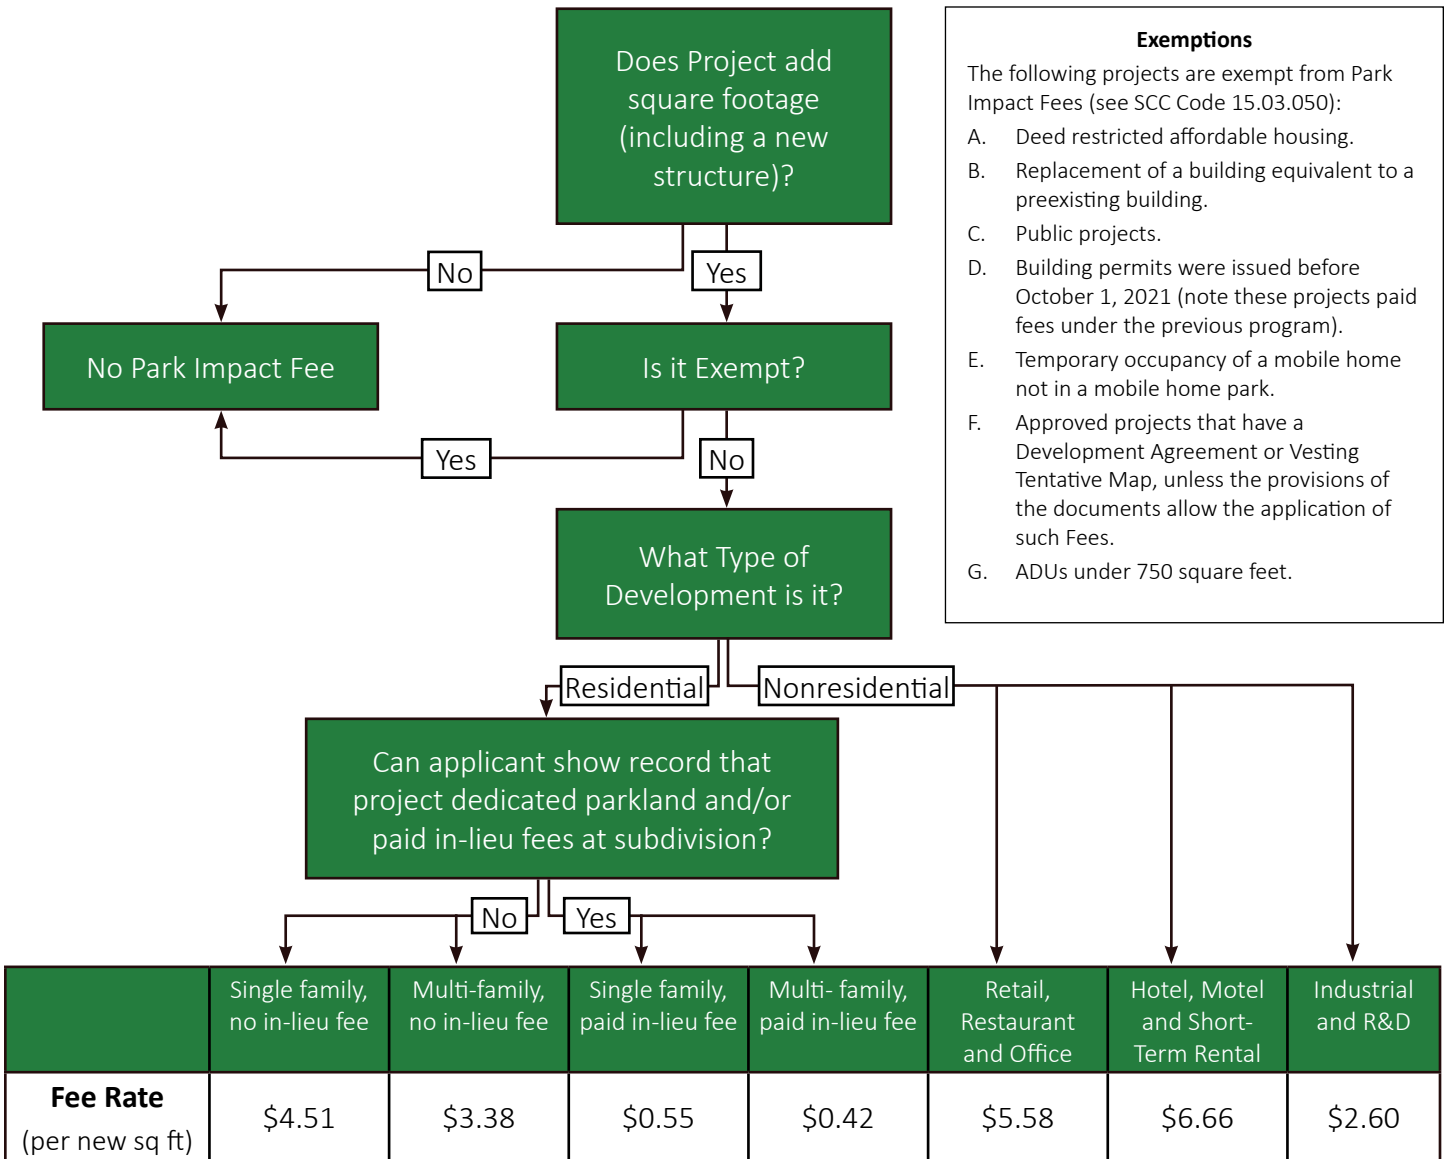 Does Project add
square footage
(including a new
structure)?
No
Yes
No Park Impact Fee
Is it Exempt?
Yes
No
What Type of
Development is it?
Residential
Nonresidential
Can applicant show record that
project dedicated parkland and/or
paid in-lieu fees at subdivision?
No
Yes
Exemptions
The following projects are exempt from Park
Impact Fees (see SCC Code 15.03.050):
A. Deed restricted affordable housing.
B. Replacement of a building equivalent to a
preexisting building.
C. Public projects.
D. Building permits were issued before
October 1, 2021 (note these projects paid
fees under the previous program).
E. Temporary occupancy of a mobile home
not in a mobile home park.
F. Approved projects that have a
Development Agreement or Vesting
Tentative Map, unless the provisions of
the documents allow the application of
such Fees.
G. ADUs under 750 square feet.
Single family,
no in-lieu fee
Multi-family,
no in-lieu fee
Single family,
paid in-lieu fee
Multi- family,
paid in-lieu fee
Retail,
Restaurant
and Office
Hotel, Motel
and Short-
Term Rental
Industrial
and R&D
Fee Rate
(per new sq ft)
$4.51
$3.38
$0.55
$0.42
$5.58
$6.66
$2.60